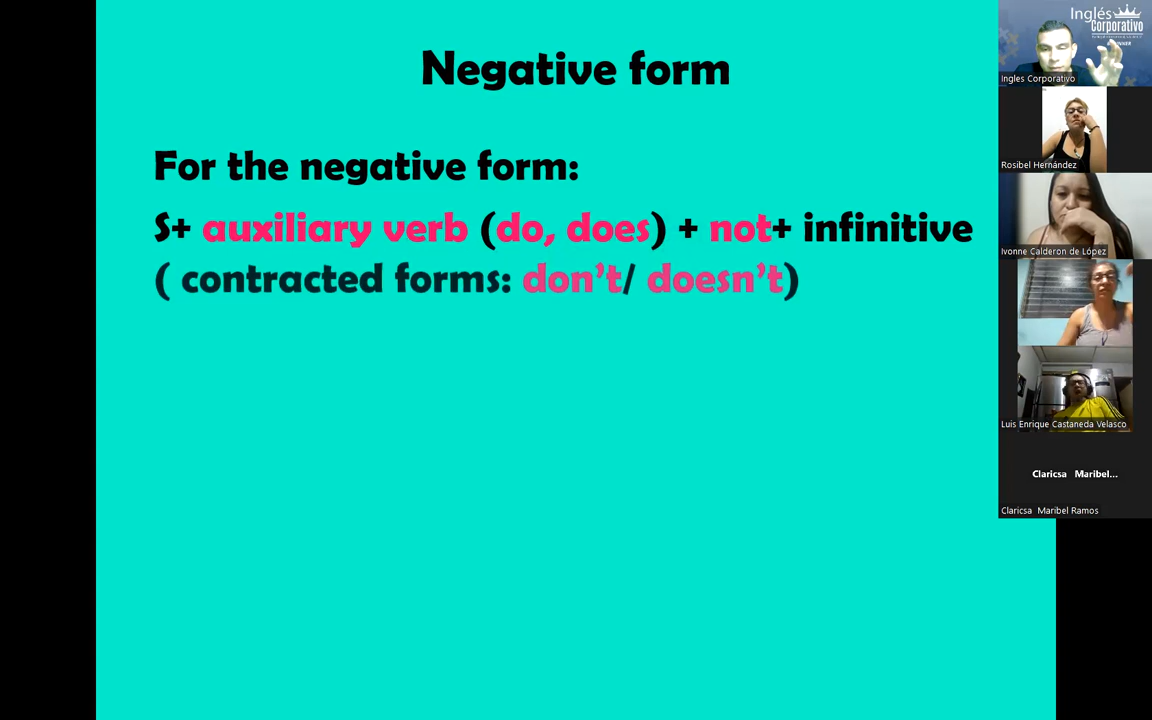 Negative form
For the negative form:
S+ auxiliary verb (do, does) + not+ infinitive
( contracted forms: don't/ doesn't)
Inglés
Corporativo
Ingles Corporativo
Rosibel Hernández
Ivonne Calderon de López
Luis Enrique Castaneda Velasco
Claricsa Maribel...
Claricsa Maribel Ramos